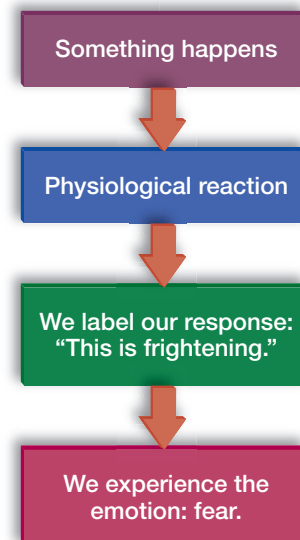 Something happens
Physiological reaction
We label our response:
“This is frightening.”
We experience the
emotion: fear.